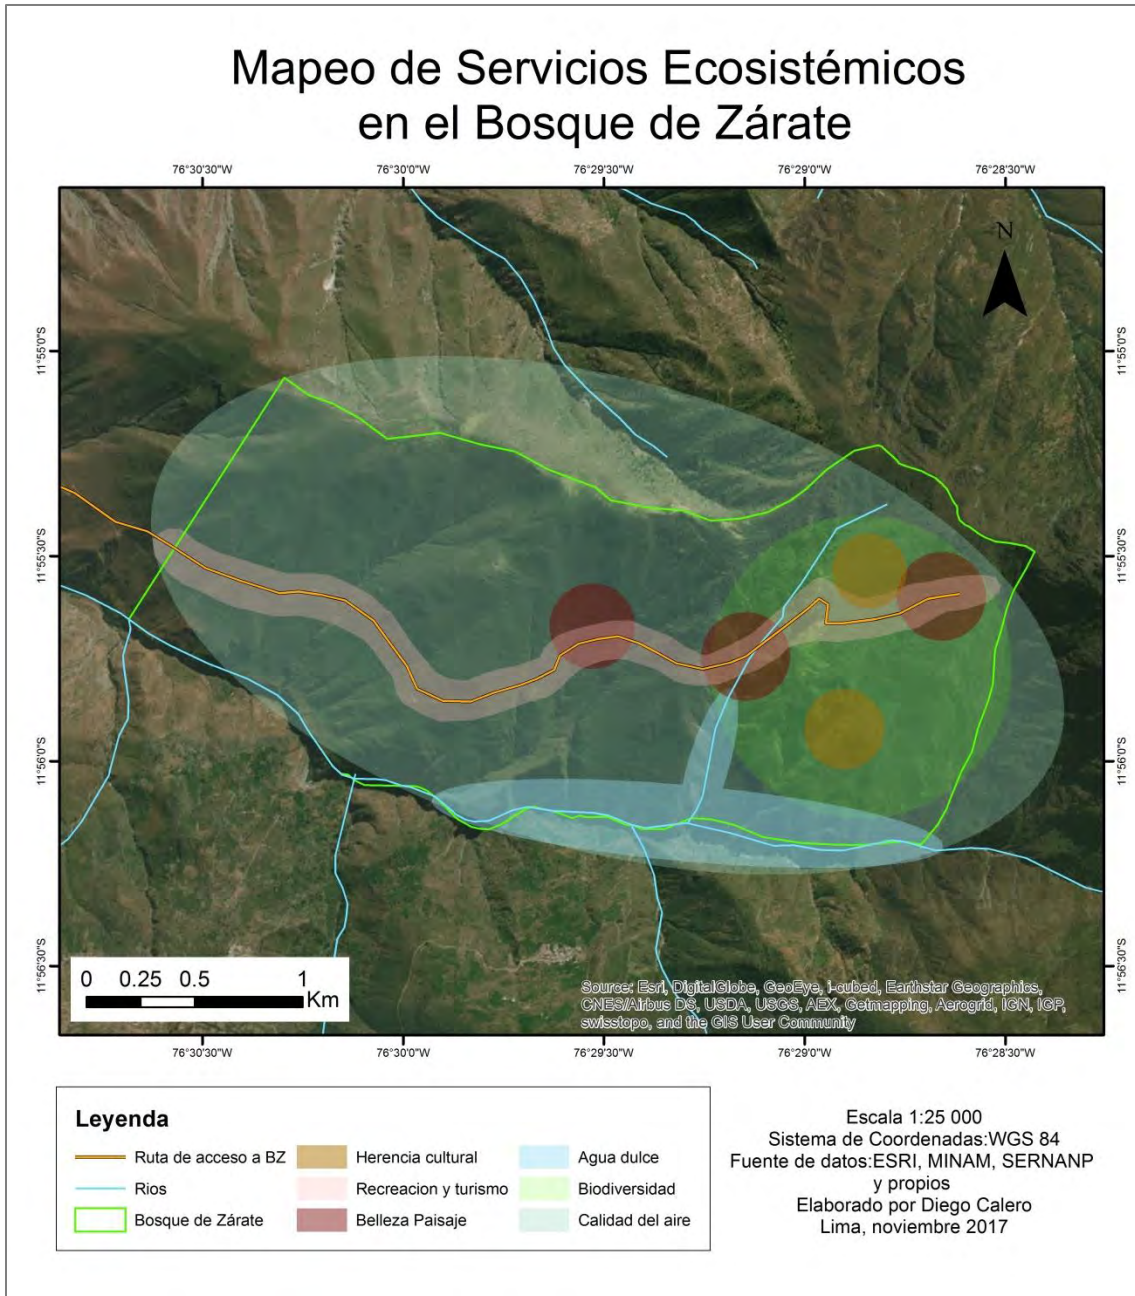 Mapeo de Servicios Ecosistémicos
en el Bosque de Zárate
76°30'30"W 76°30'0"W 76°29'30"W 76°29'0"W 76°28'30"W
N
11°55'0"S 11°55'0"S
11°55'30"S 11°55'30"S
11°56'0"S 11°56'0"S
11°56'30"S 11°56'30"S
0 0.25 0.5 1
Km
Source: Esri, DigitalGlobe, GeoEye, i-cubed, Earthstar Geographics,
CNES/Airbus DS, USDA, USGS, AEX, Getmapping, Aerogrid, IGN, IGP,
swisstopo, and the GIS User Community
76°30'30"W 76°30'0"W 76°29'30"W 76°29'0"W 76°28'30"W
Leyenda
Ruta de acceso a BZ
Rios
Bosque de Zárate
Herencia cultural
Recreacion y turismo
Belleza Paisaje
Agua dulce
Biodiversidad
Calidad del aire
Escala 1:25 000
Sistema de Coordenadas:WGS 84
Fuente de datos:ESRI, MINAM, SERNANP
y propios
Elaborado por Diego Calero
Lima, noviembre 2017